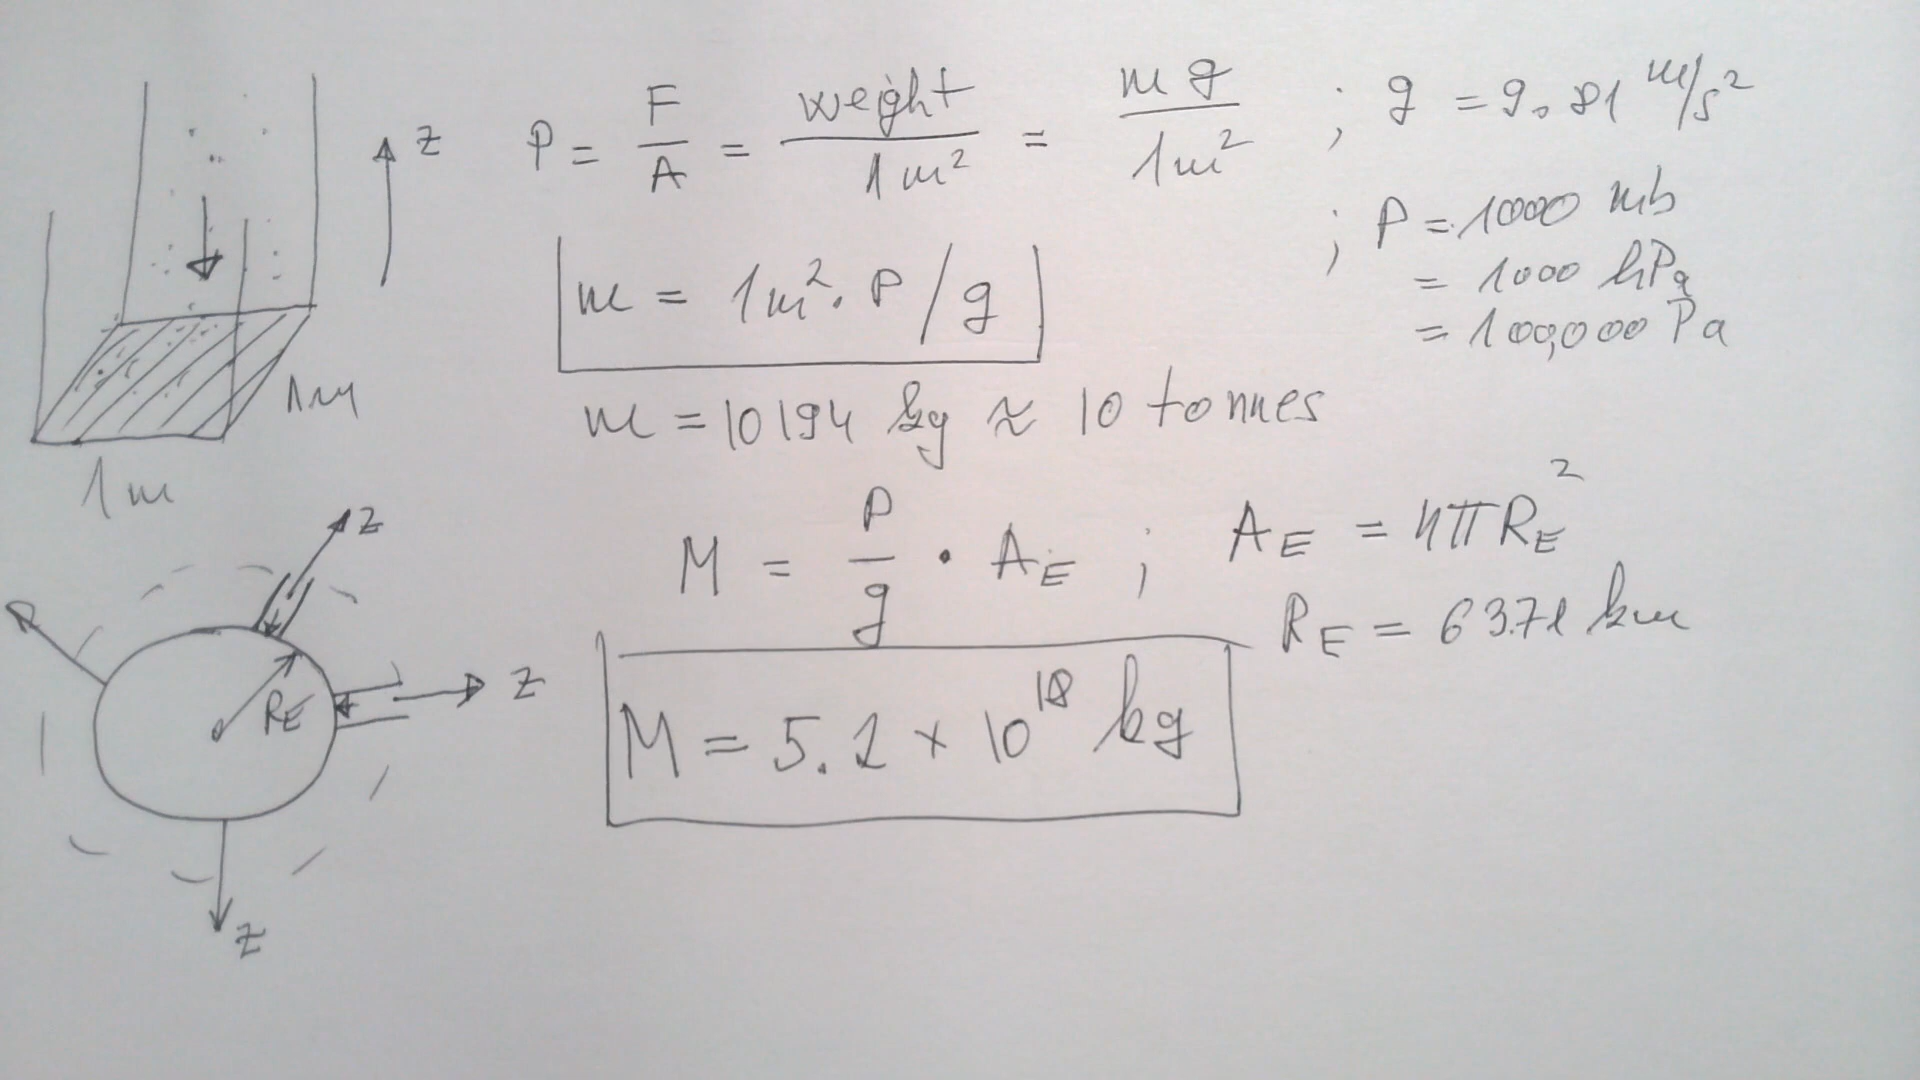 P = F/A = weight/1m² = mg/1m² ; g = 9.81 m/s²
z
; P = 1000 mb
= 1000 hPa
= 100,000 Pa
m = 1m² · P/g
1m
1m
m = 10194 kg ≈ 10 tonnes
M = P/g · A_E ; A_E = 4πR_E²
R_E = 6371 km
z
z
R_E
z
M = 5.2 × 10¹⁸ kg